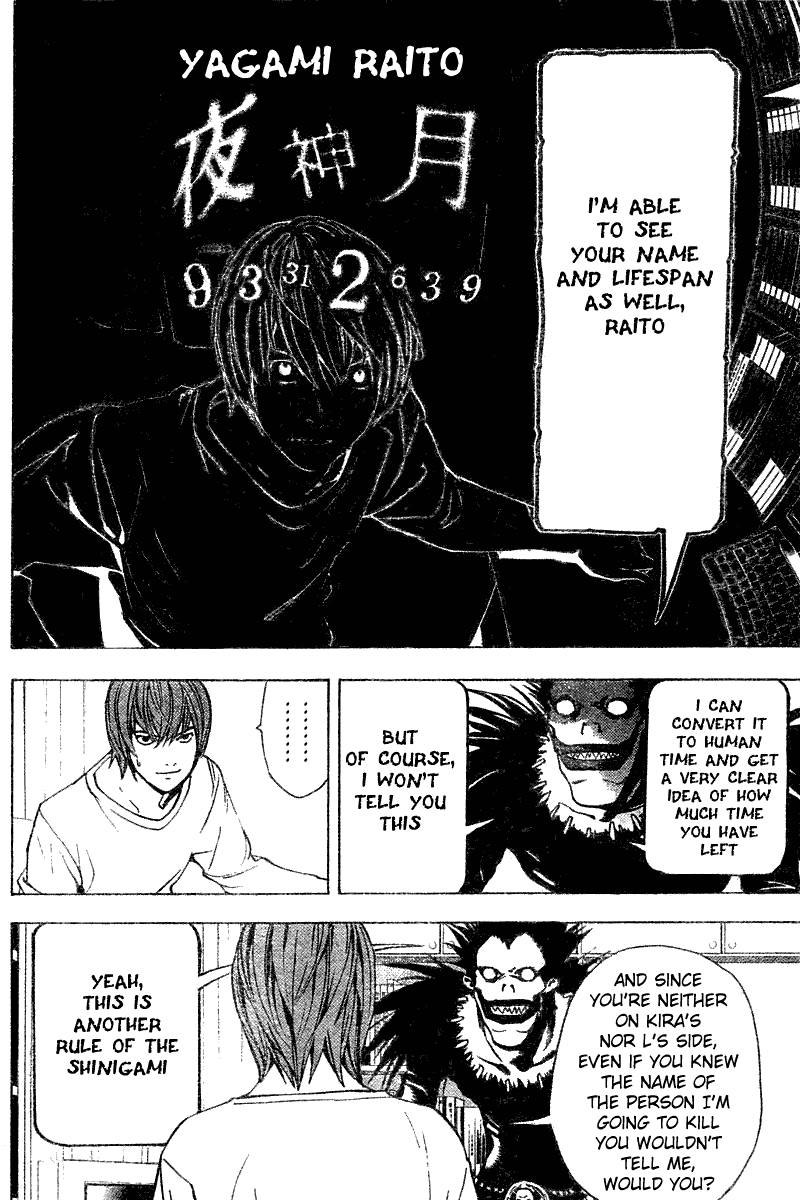 YAGAMI RAITO
夜神月
9 3 31 2 6 3 9
I'M ABLE
TO SEE
YOUR NAME
AND LIFESPAN
AS WELL,
RAITO
I CAN
CONVERT IT
TO HUMAN
TIME AND GET
A VERY CLEAR
IDEA OF HOW
MUCH TIME
YOU HAVE
LEFT
BUT
OF COURSE,
I WON'T
TELL YOU
THIS
.........
AND SINCE
YOU'RE NEITHER
ON KIRA'S
NOR L'S SIDE,
EVEN IF YOU KNEW
THE NAME OF
THE PERSON I'M
GOING TO KILL
YOU WOULDN'T
TELL ME,
WOULD YOU?
YEAH,
THIS IS
ANOTHER
RULE OF THE
SHINIGAMI